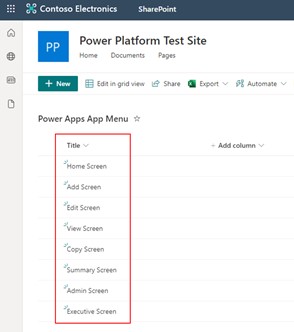 Contoso Electronics SharePoint
PP
Power Platform Test Site
Home Documents Pages
+ New Edit in grid view Share Export Automate
Power Apps App Menu
Title + Add column
Home Screen
Add Screen
Edit Screen
View Screen
Copy Screen
Summary Screen
Admin Screen
Executive Screen